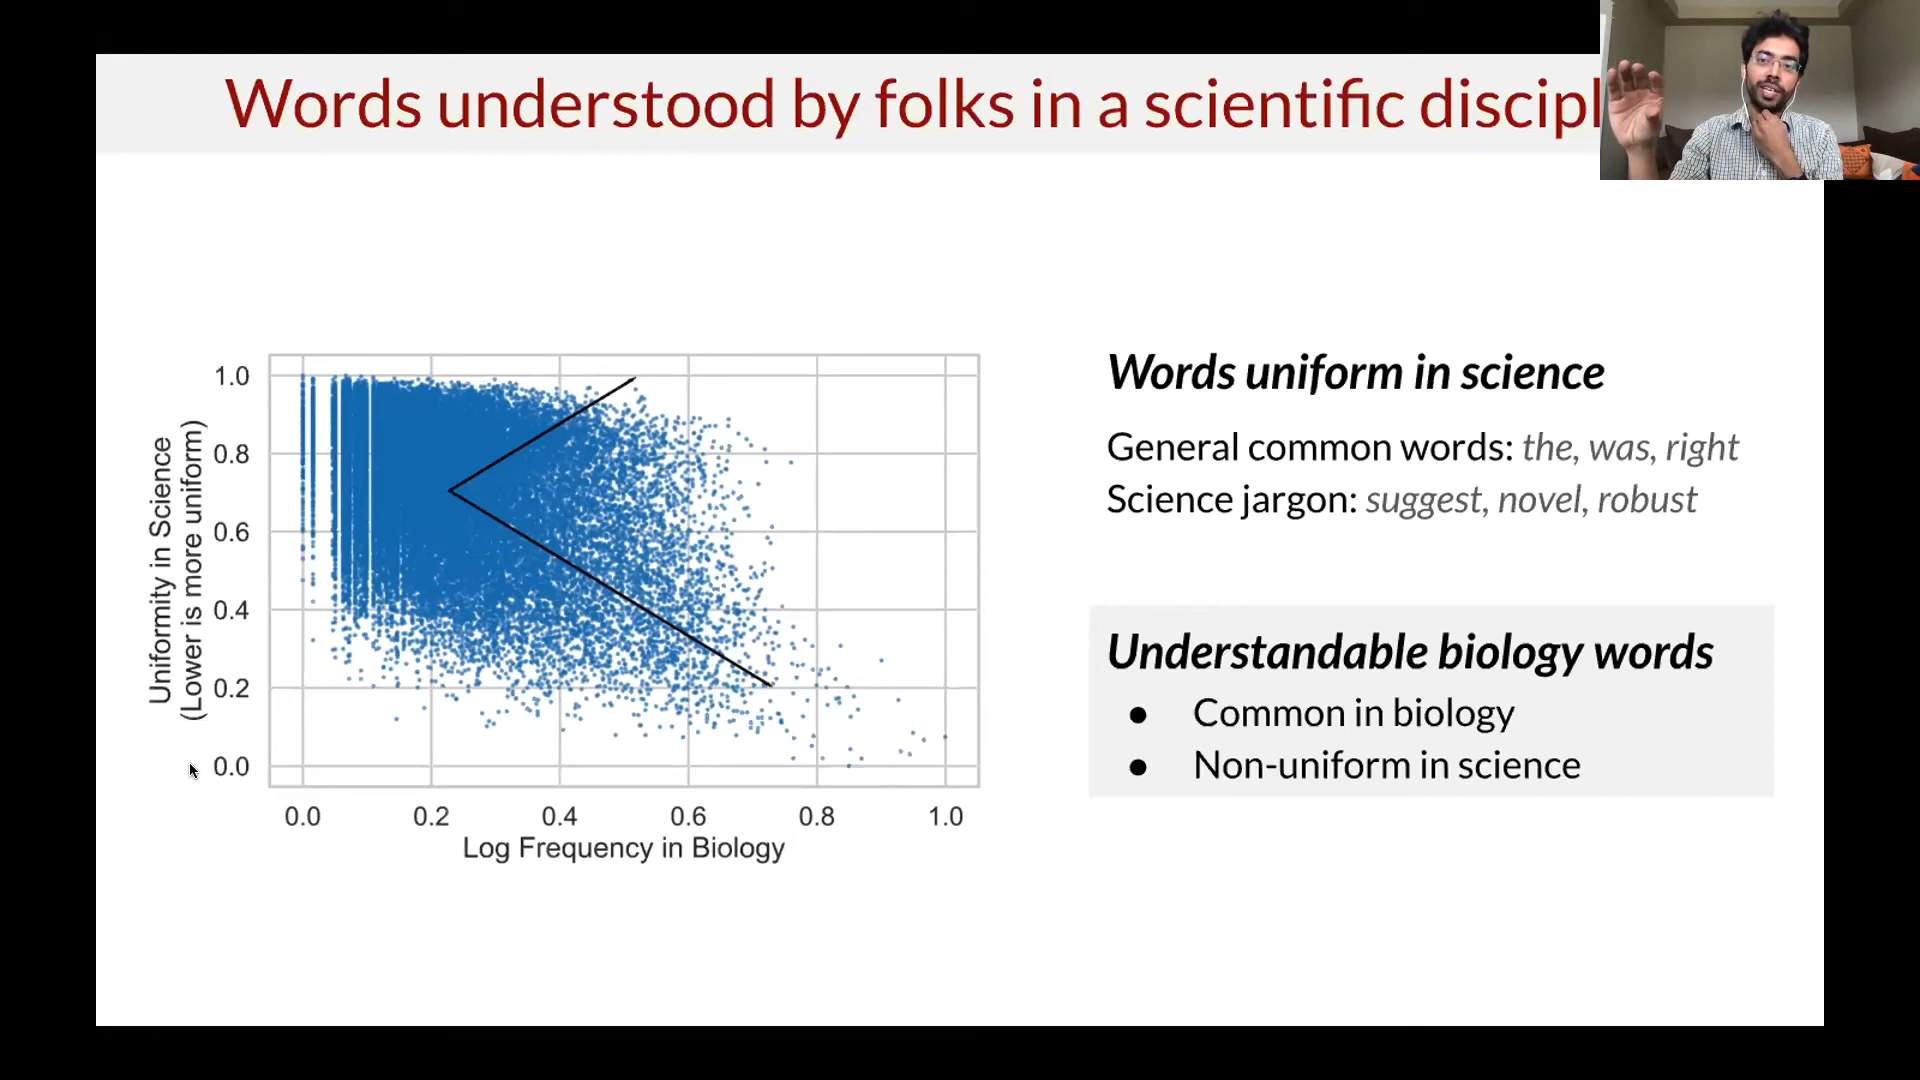 Words understood by folks in a scientific discipl
Uniformity in Science
(Lower is more uniform)
1.0
0.8
0.6
0.4
0.2
0.0
0.0 0.2 0.4 0.6 0.8 1.0
Log Frequency in Biology
Words uniform in science
General common words: the, was, right
Science jargon: suggest, novel, robust
Understandable biology words
● Common in biology
● Non-uniform in science